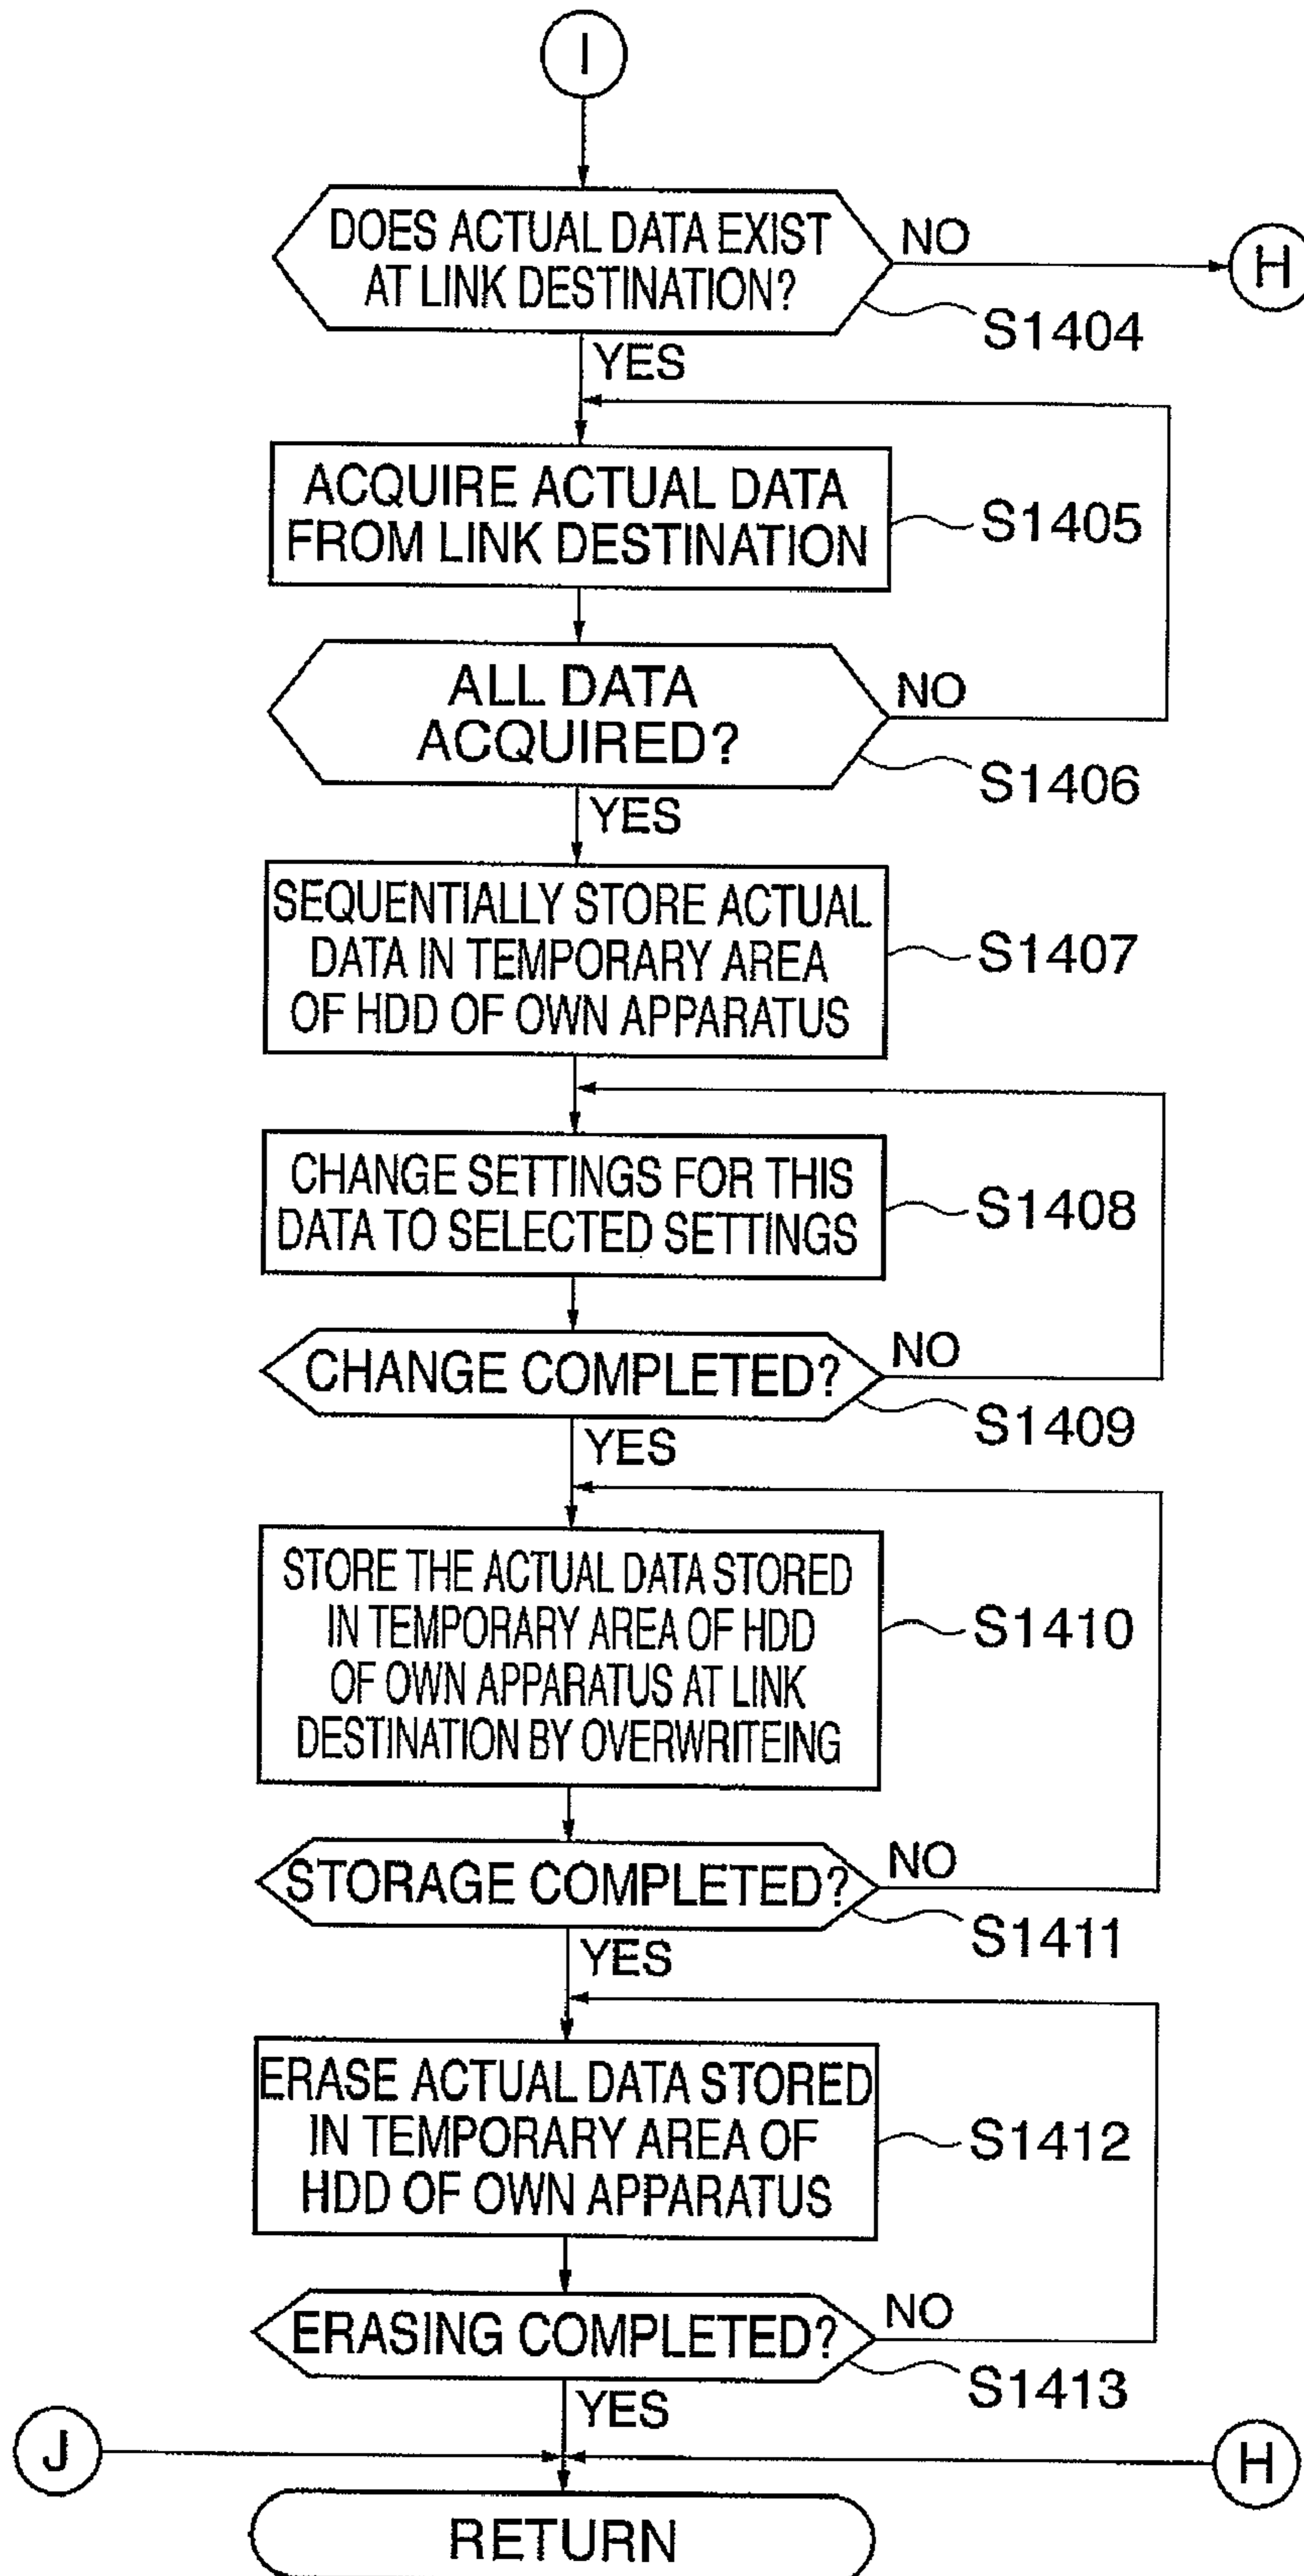 I
DOES ACTUAL DATA EXIST
AT LINK DESTINATION?
NO
H
S1404
YES
ACQUIRE ACTUAL DATA
FROM LINK DESTINATION
S1405
ALL DATA
ACQUIRED?
NO
S1406
YES
SEQUENTIALLY STORE ACTUAL
DATA IN TEMPORARY AREA
OF HDD OF OWN APPARATUS
S1407
CHANGE SETTINGS FOR THIS
DATA TO SELECTED SETTINGS
S1408
CHANGE COMPLETED?
NO
S1409
YES
STORE THE ACTUAL DATA STORED
IN TEMPORARY AREA OF HDD
OF OWN APPARATUS AT LINK
DESTINATION BY OVERWRITEING
S1410
STORAGE COMPLETED?
NO
S1411
YES
ERASE ACTUAL DATA STORED
IN TEMPORARY AREA OF
HDD OF OWN APPARATUS
S1412
ERASING COMPLETED?
NO
S1413
YES
J
H
RETURN